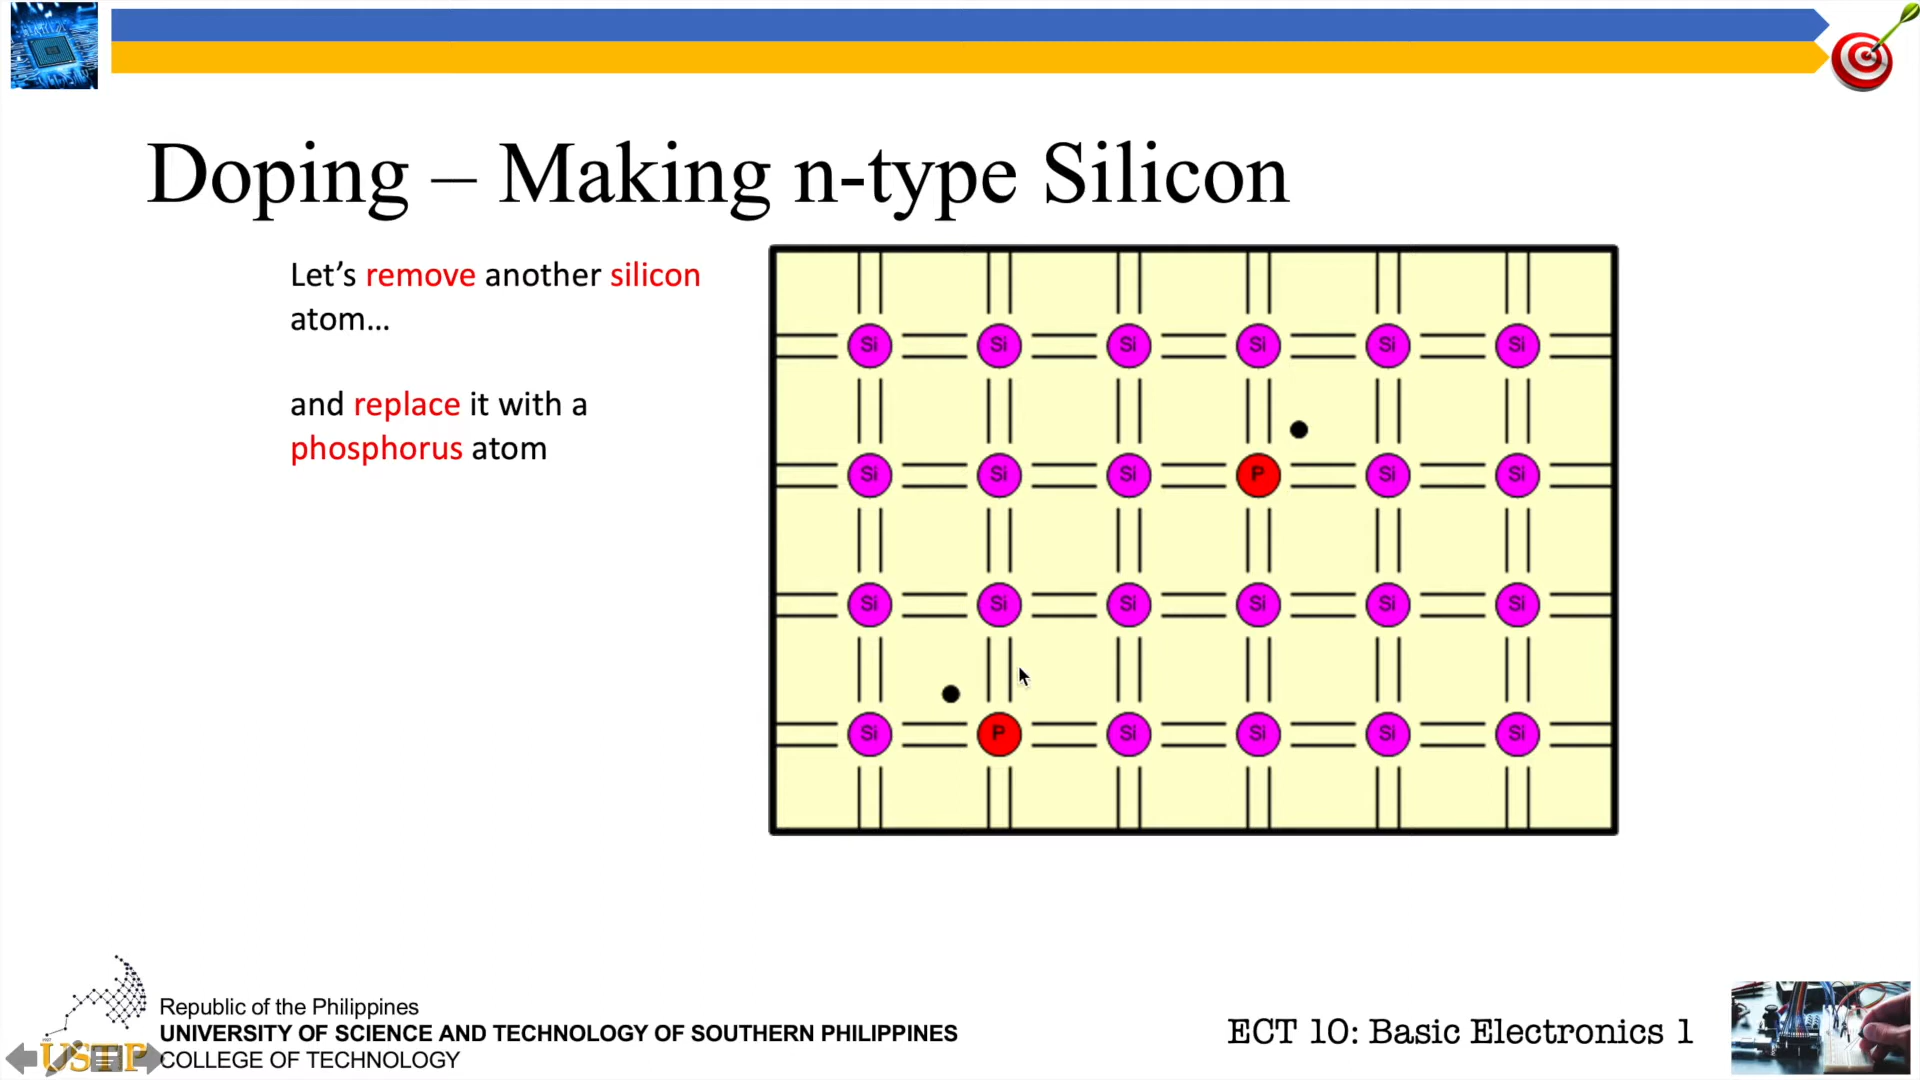 Doping – Making n-type Silicon
Let's remove another silicon
atom...
and replace it with a
phosphorus atom
Si Si Si Si Si Si
Si Si Si P Si Si
Si Si Si Si Si Si
Si P Si Si Si Si
Republic of the Philippines
UNIVERSITY OF SCIENCE AND TECHNOLOGY OF SOUTHERN PHILIPPINES
USTP COLLEGE OF TECHNOLOGY
ECT 10: Basic Electronics 1